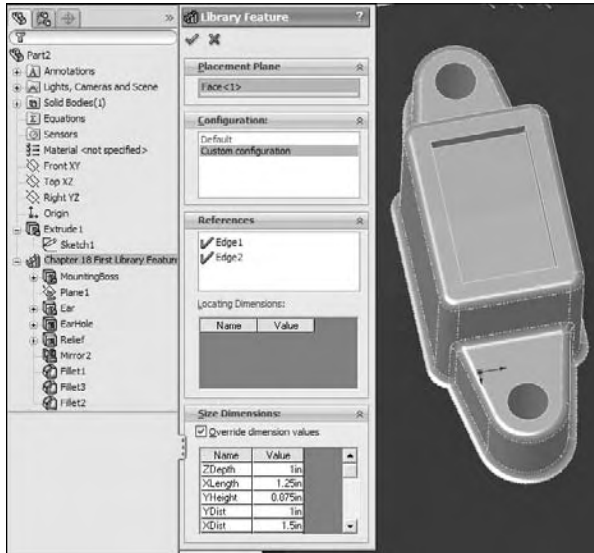 »
Part2
Annotations
Lights, Cameras and Scene
Solid Bodies(1)
Equations
Sensors
Material <not specified>
Front XY
Top XZ
Right YZ
Origin
Extrude1
Sketch1
Chapter 18 First Library Featur
MountingBoss
Plane1
Ear
EarHole
Relief
Mirror2
Fillet1
Fillet3
Fillet2
Library Feature ?
Placement Plane
Face<1>
Configuration:
Default
Custom configuration
References
Edge1
Edge2
Locating Dimensions:
Name Value
Size Dimensions:
Override dimension values
Name Value
ZDepth 1in
XLength 1.25in
YHeight 0.875in
YDist 1in
XDist 1.5in